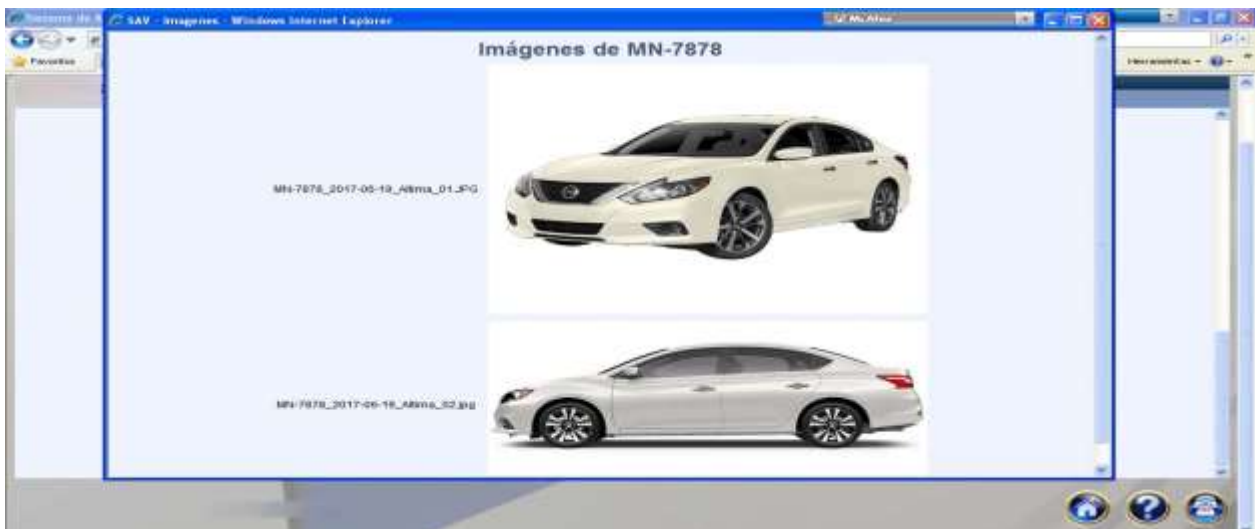 SAV - Imagenes - Windows Internet Explorer
McAfee
Imágenes de MN-7878
Favoritos
Herramientas
MN-7878_2017-06-19_Altima_01.JPG
MN-7878_2017-06-19_Altima_02.jpg